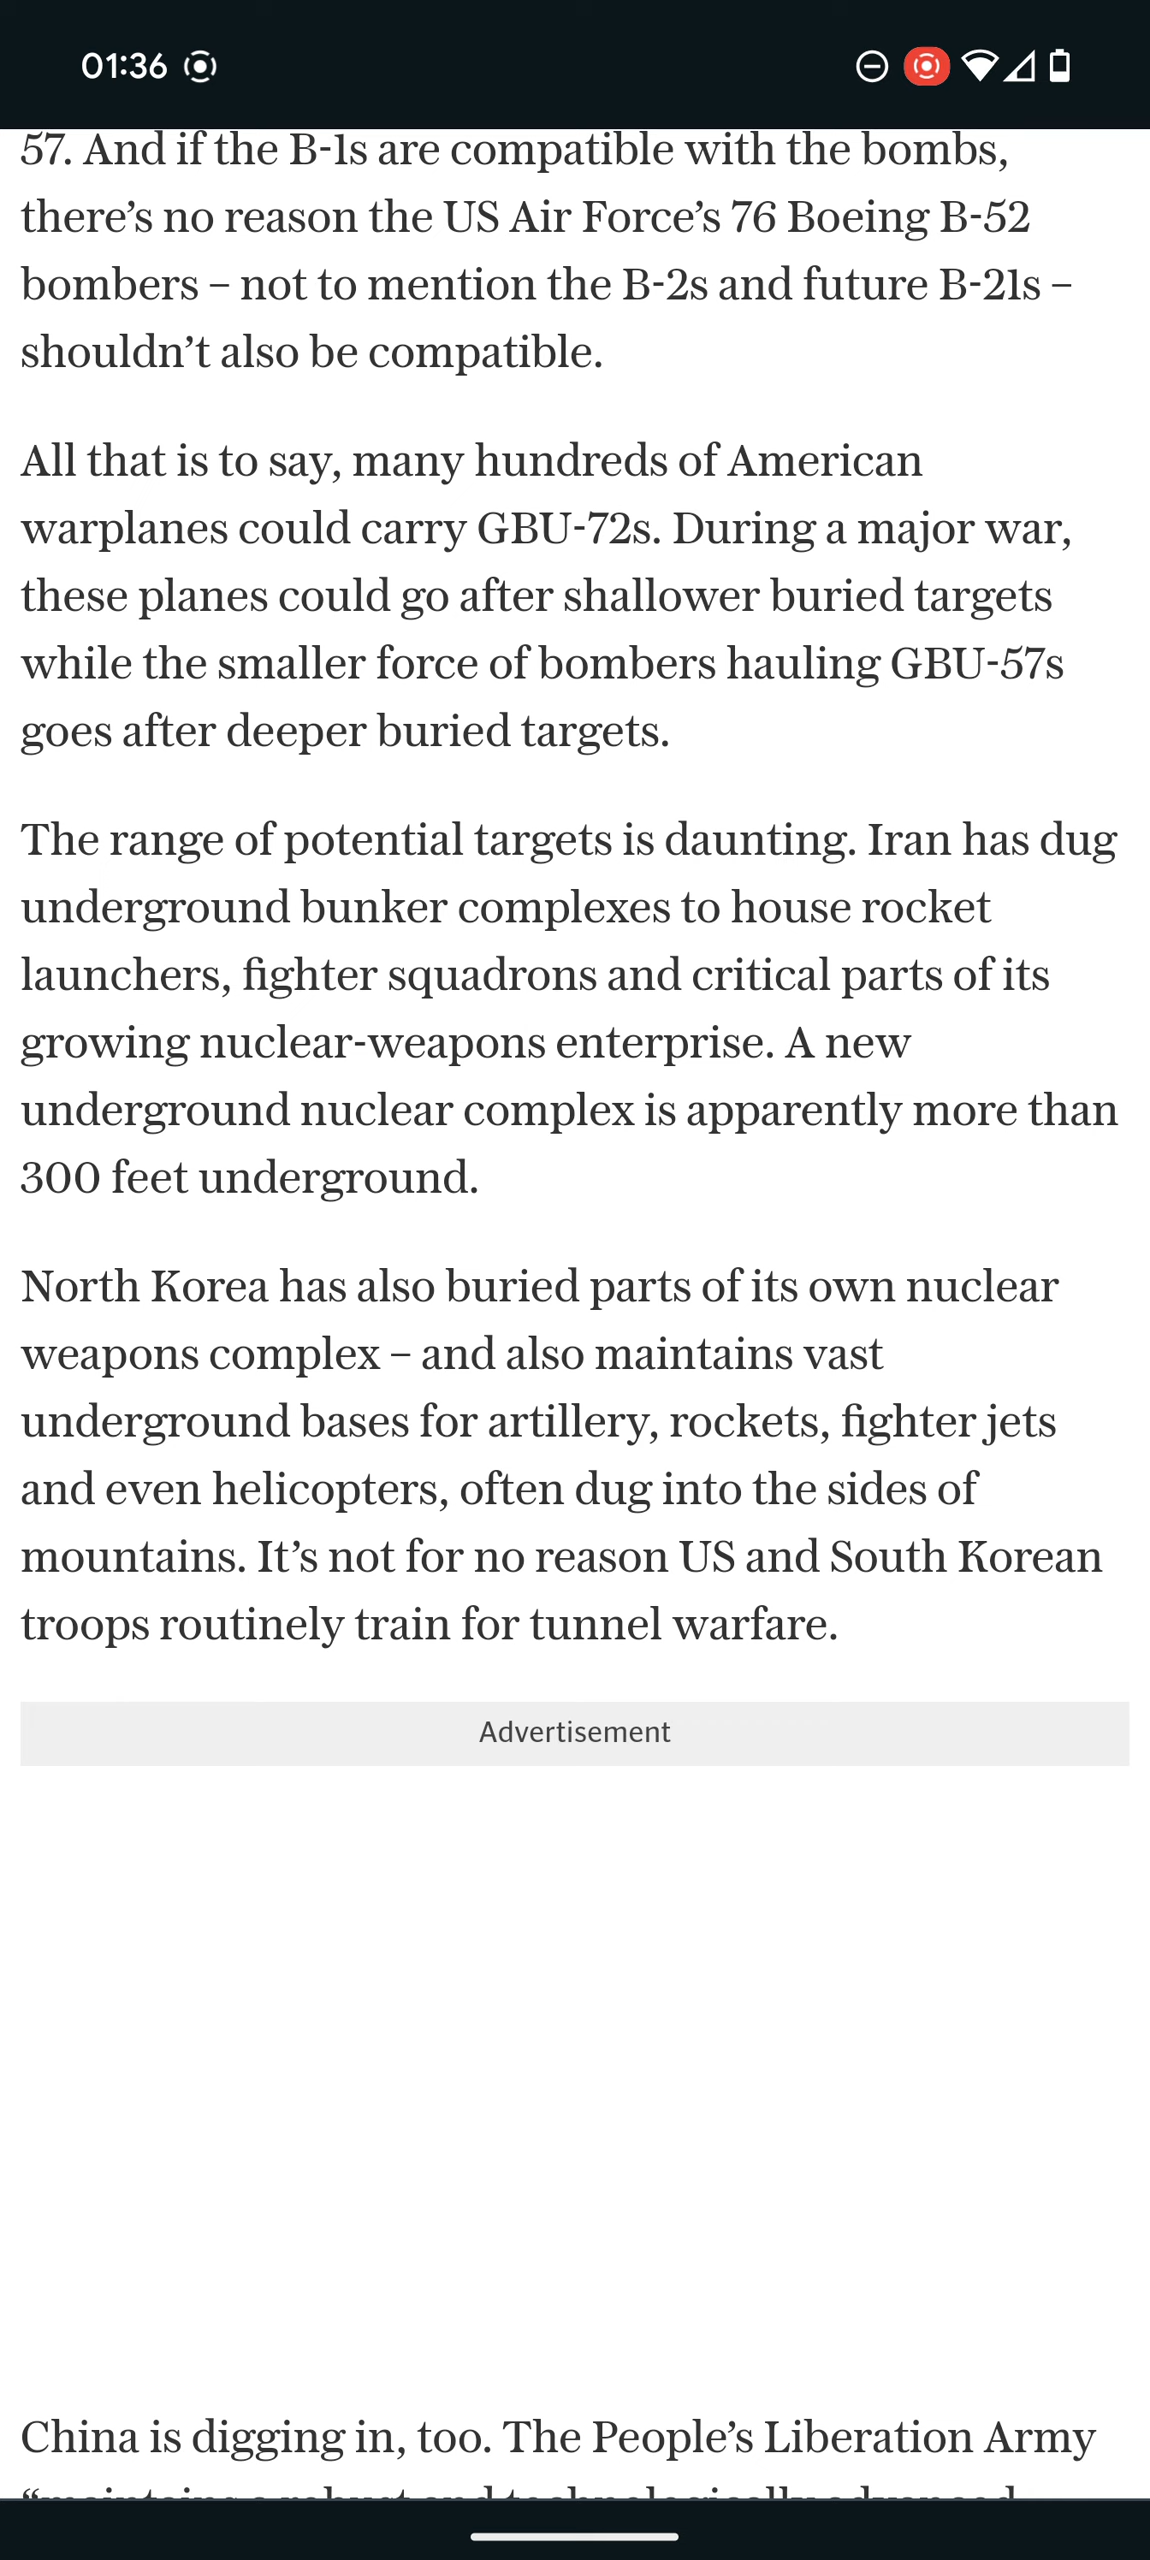 01:36
57. And if the B-1s are compatible with the bombs,
there’s no reason the US Air Force’s 76 Boeing B-52
bombers – not to mention the B-2s and future B-21s –
shouldn’t also be compatible.
All that is to say, many hundreds of American
warplanes could carry GBU-72s. During a major war,
these planes could go after shallower buried targets
while the smaller force of bombers hauling GBU-57s
goes after deeper buried targets.
The range of potential targets is daunting. Iran has dug
underground bunker complexes to house rocket
launchers, fighter squadrons and critical parts of its
growing nuclear-weapons enterprise. A new
underground nuclear complex is apparently more than
300 feet underground.
North Korea has also buried parts of its own nuclear
weapons complex – and also maintains vast
underground bases for artillery, rockets, fighter jets
and even helicopters, often dug into the sides of
mountains. It’s not for no reason US and South Korean
troops routinely train for tunnel warfare.
Advertisement
China is digging in, too. The People’s Liberation Army
“maintains a robust and technologically advanced